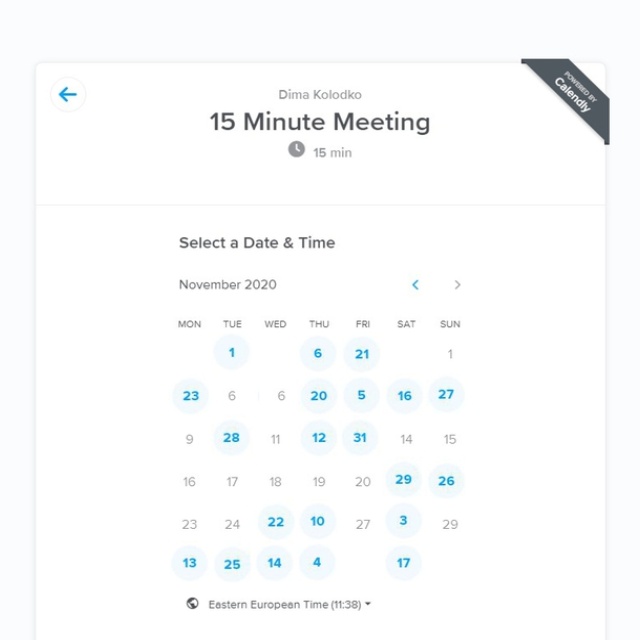 POWERED BY
Calendly
Dima Kolodko
15 Minute Meeting
15 min
Select a Date & Time
November 2020
MON TUE WED THU FRI SAT SUN
1 6 21 1
23 6 6 20 5 16 27
9 28 11 12 31 14 15
16 17 18 19 20 29 26
23 24 22 10 27 3 29
13 25 14 4 17
Eastern European Time (11:38)